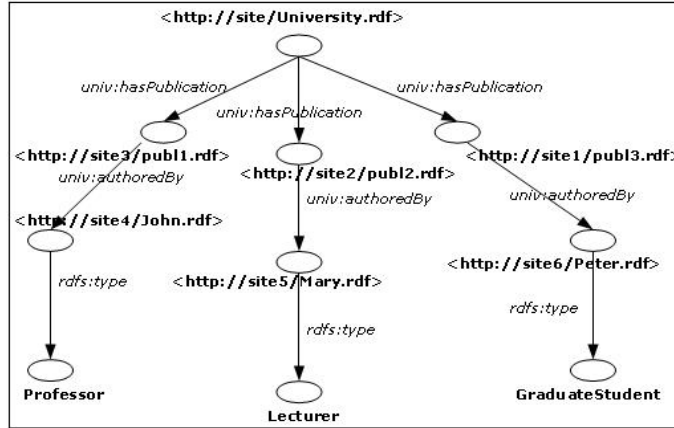 <http://site/University.rdf>
univ:hasPublication
univ:hasPublication
univ:hasPublication
<http://site3/publ1.rdf>
<http://site2/publ2.rdf>
<http://site1/publ3.rdf>
univ:authoredBy
univ:authoredBy
univ:authoredBy
<http://site4/John.rdf>
<http://site5/Mary.rdf>
<http://site6/Peter.rdf>
rdfs:type
rdfs:type
rdfs:type
Professor
Lecturer
GraduateStudent